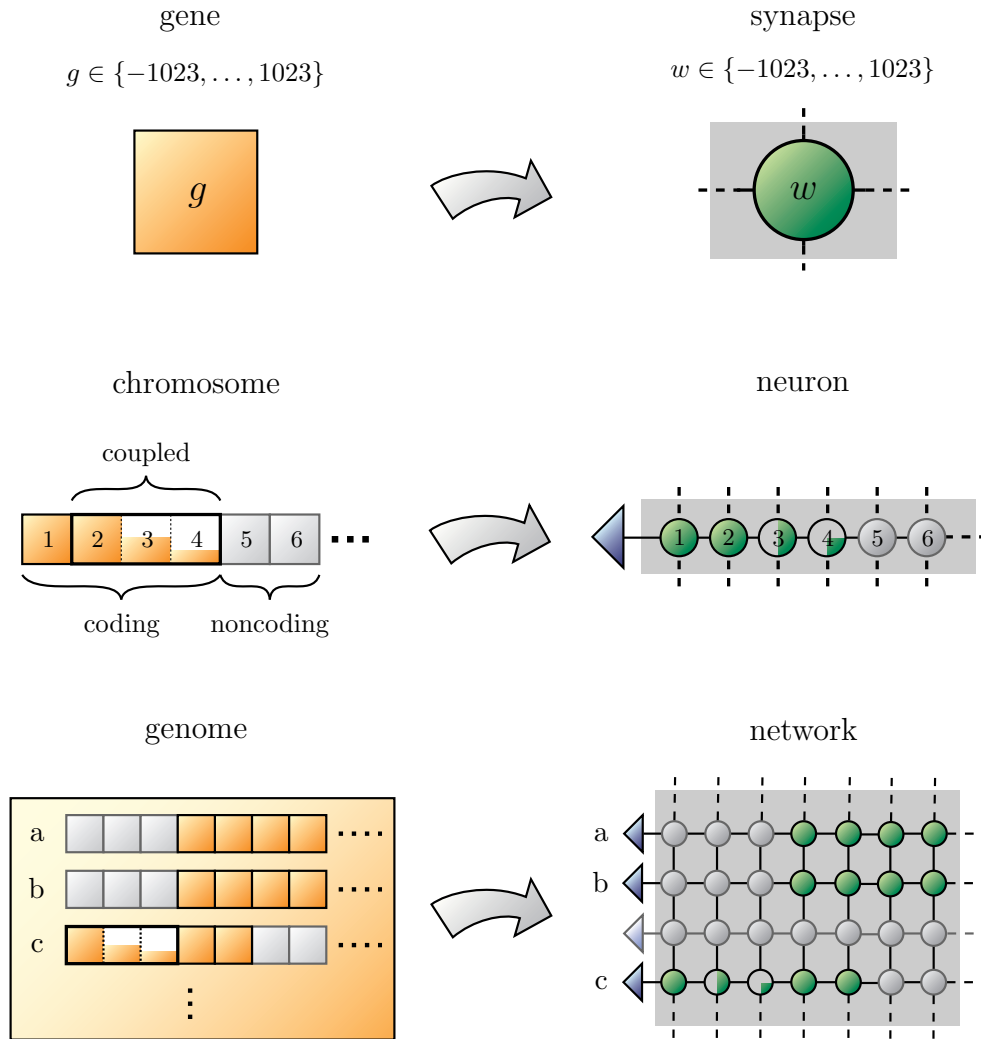 gene
synapse
g ∈ {−1023, . . . , 1023}
w ∈ {−1023, . . . , 1023}
g
w
chromosome
neuron
coupled
1 2 3 4 5 6
1 2 3 4 5 6
coding
noncoding
genome
network
a
a
b
b
c
c